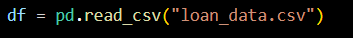 df = pd.read_csv("loan_data.csv")